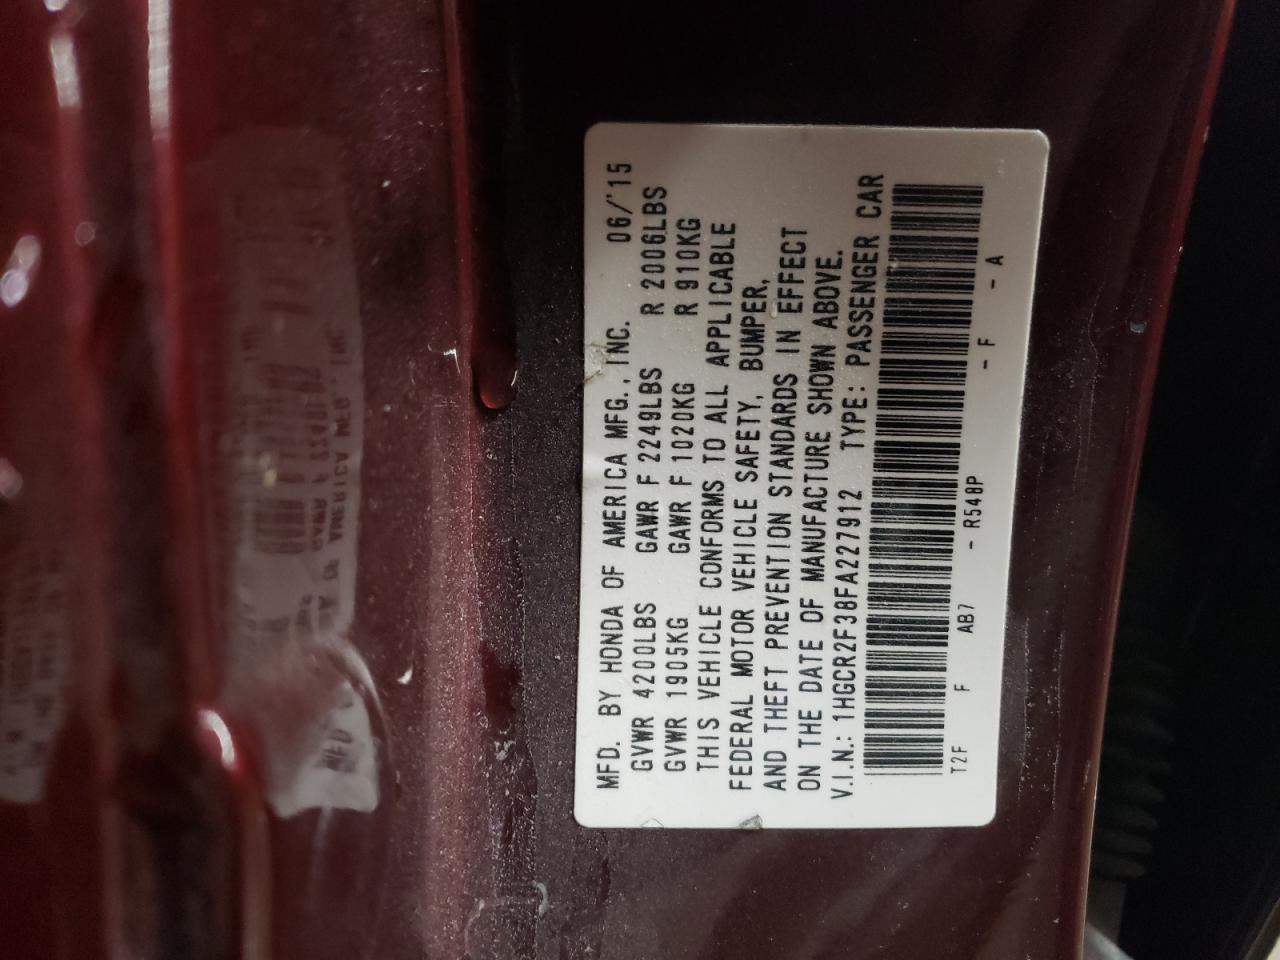 MFD. BY HONDA OF AMERICA MFG., INC. 06/'15
GVWR 4200LBS GAWR F 2249LBS R 2006LBS
GVWR 1905KG GAWR F 1020KG R 910KG
THIS VEHICLE CONFORMS TO ALL APPLICABLE
FEDERAL MOTOR VEHICLE SAFETY, BUMPER,
AND THEFT PREVENTION STANDARDS IN EFFECT
ON THE DATE OF MANUFACTURE SHOWN ABOVE.
V.I.N.: 1HGCR2F38FA227912 TYPE: PASSENGER CAR
T2F F AB7 - R548P - F - A